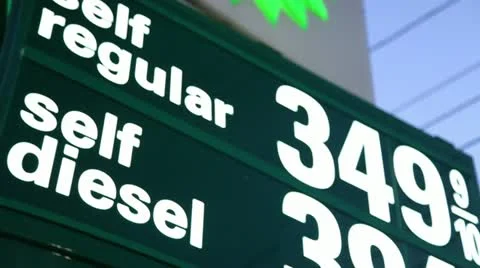 self
regular 349 9/10
self
diesel